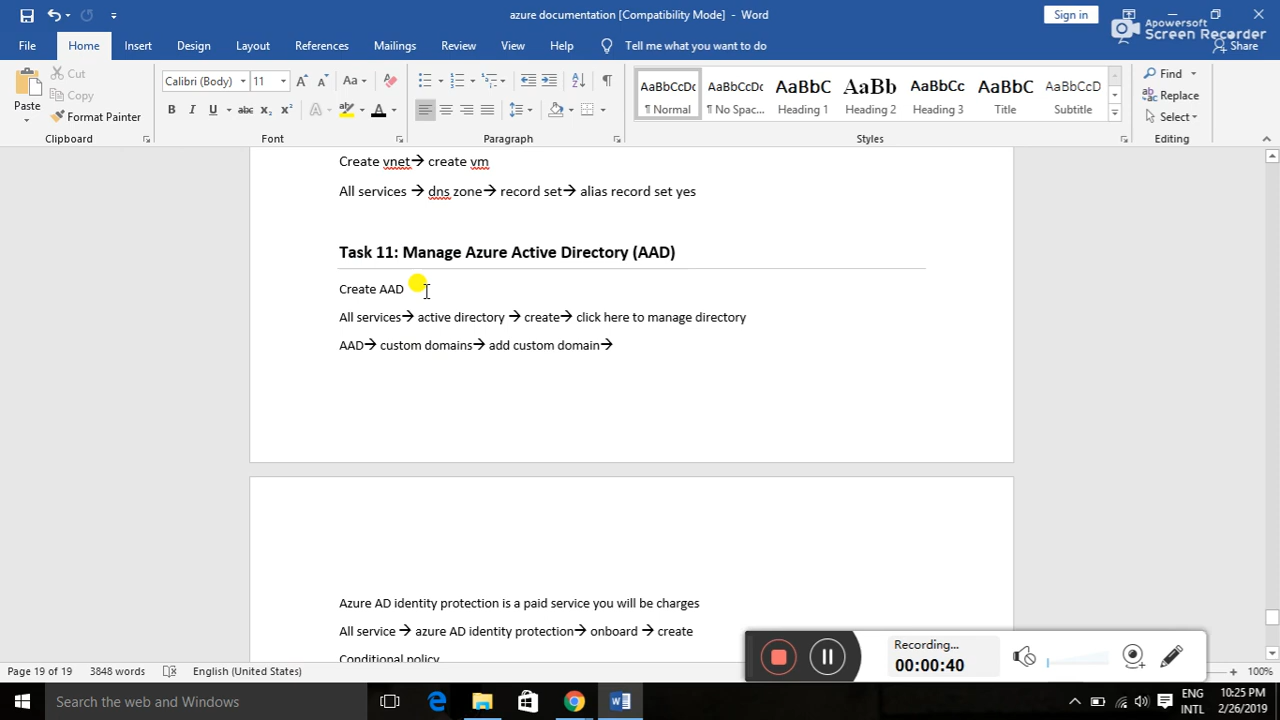 azure documentation [Compatibility Mode] - Word
Sign in
Apowersoft
Screen Recorder
File Home Insert Design Layout References Mailings Review View Help Tell me what you want to do Share
Paste
Cut
Copy
Format Painter
Clipboard
Calibri (Body) 11
Font
Paragraph
AaBbCcDc AaBbCcDc AaBbC AaBb AaBbCc AaBbC AaBbCcD
¶ Normal ¶ No Spac... Heading 1 Heading 2 Heading 3 Title Subtitle
Styles
Find
Replace
Select
Editing
Create vnet→ create vm
All services → dns zone→ record set→ alias record set yes
Task 11: Manage Azure Active Directory (AAD)
Create AAD
All services→ active directory → create→ click here to manage directory
AAD→ custom domains→ add custom domain→
Azure AD identity protection is a paid service you will be charges
All service → azure AD identity protection→ onboard → create
Conditional policy
Recording...
00:00:40
Page 19 of 19 3848 words English (United States) 100%
Search the web and Windows
ENG
INTL
10:25 PM
2/26/2019